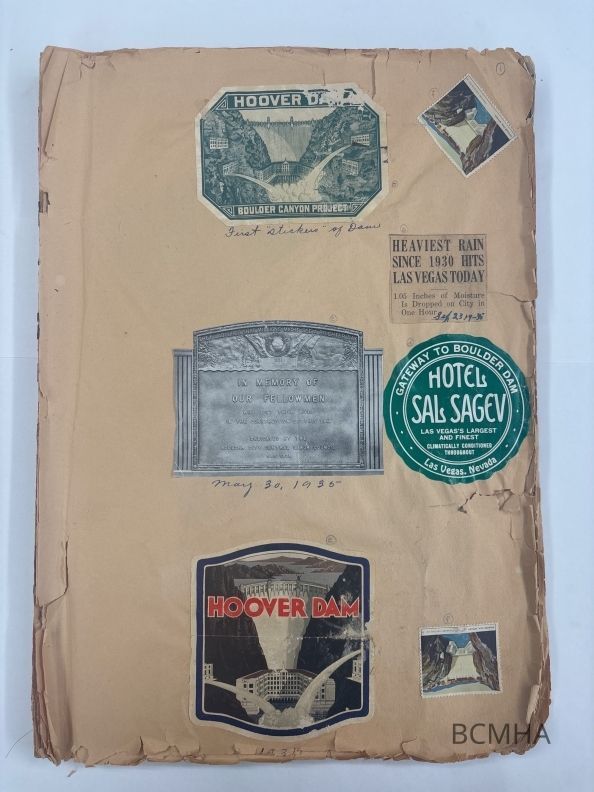 HOOVER DAM
BOULDER CANYON PROJECT
First "stickers" of Dam
HEAVIEST RAIN
SINCE 1930 HITS
LAS VEGAS TODAY
1.05 Inches of Moisture
Is Dropped on City in
One Hour
GATEWAY TO BOULDER DAM
HOTEL
SAL SAGEV
LAS VEGAS'S LARGEST
AND FINEST
CLIMATICALLY CONDITIONED
THROUGHOUT
Las Vegas, Nevada
IN MEMORY OF
OUR FELLOWMEN
May 30, 1935
HOOVER DAM
BCMHA